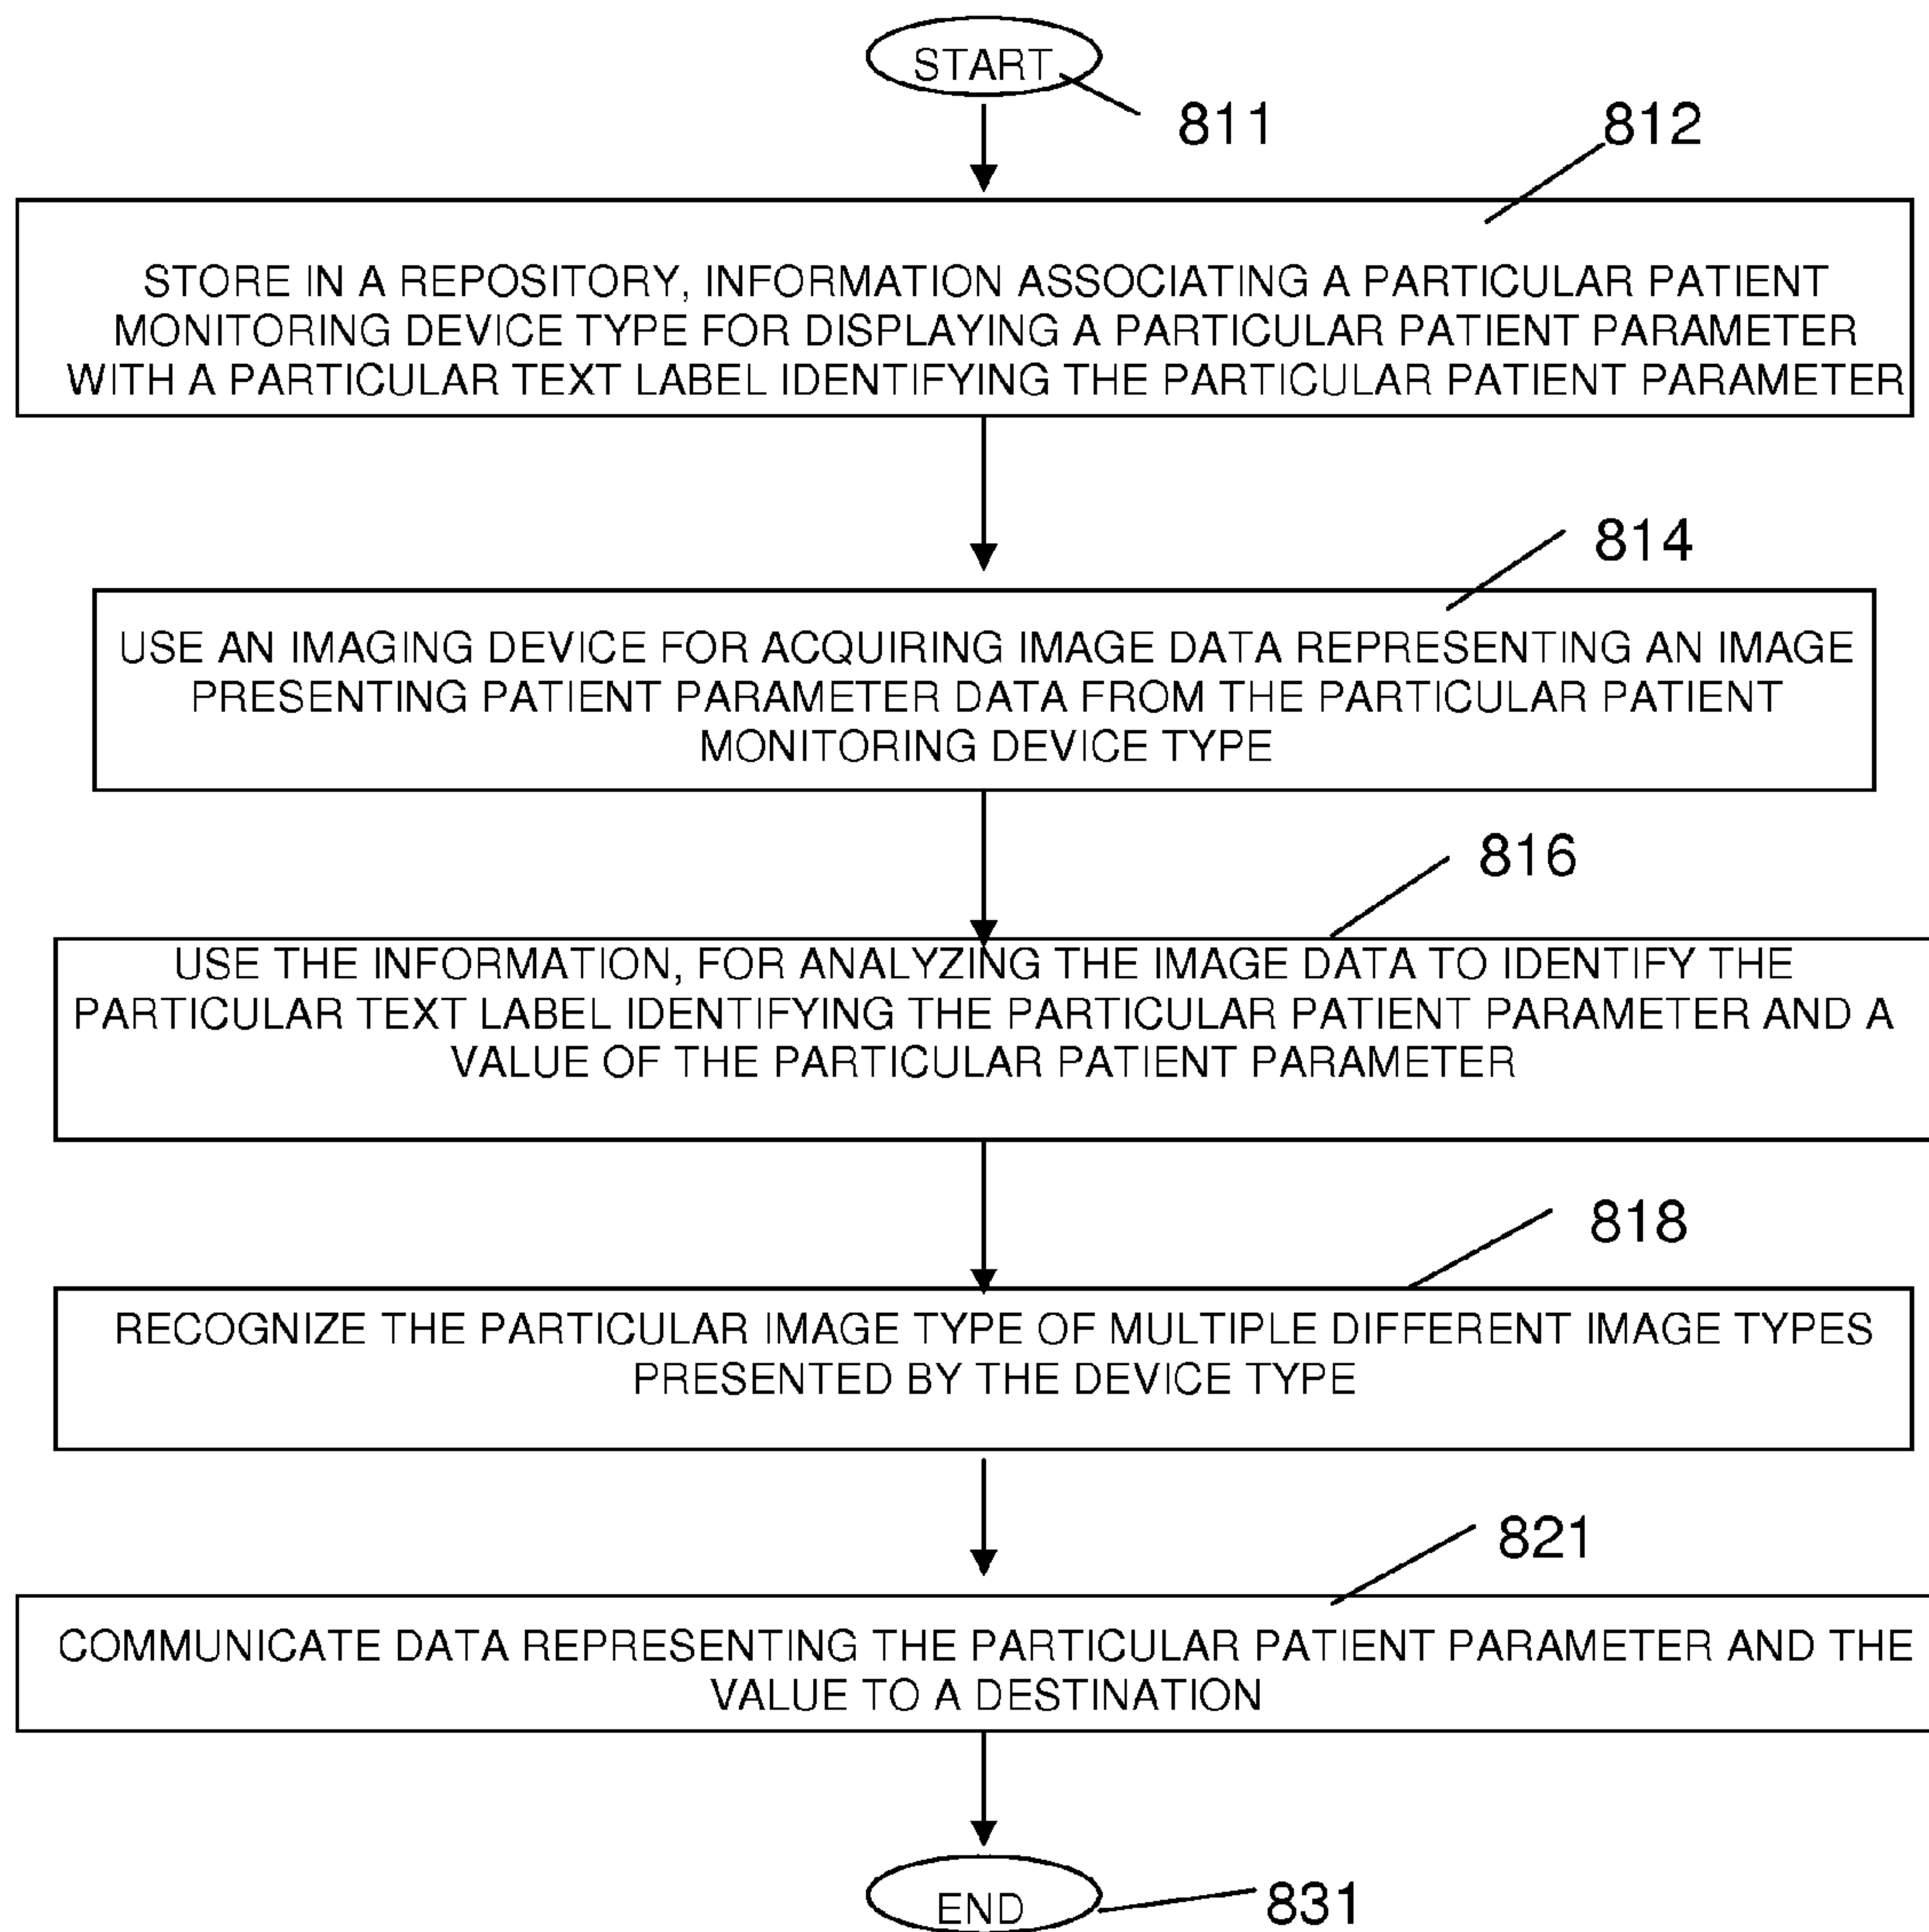 START
811
812
STORE IN A REPOSITORY, INFORMATION ASSOCIATING A PARTICULAR PATIENT
MONITORING DEVICE TYPE FOR DISPLAYING A PARTICULAR PATIENT PARAMETER
WITH A PARTICULAR TEXT LABEL IDENTIFYING THE PARTICULAR PATIENT PARAMETER
814
USE AN IMAGING DEVICE FOR ACQUIRING IMAGE DATA REPRESENTING AN IMAGE
PRESENTING PATIENT PARAMETER DATA FROM THE PARTICULAR PATIENT
MONITORING DEVICE TYPE
816
USE THE INFORMATION, FOR ANALYZING THE IMAGE DATA TO IDENTIFY THE
PARTICULAR TEXT LABEL IDENTIFYING THE PARTICULAR PATIENT PARAMETER AND A
VALUE OF THE PARTICULAR PATIENT PARAMETER
818
RECOGNIZE THE PARTICULAR IMAGE TYPE OF MULTIPLE DIFFERENT IMAGE TYPES
PRESENTED BY THE DEVICE TYPE
821
COMMUNICATE DATA REPRESENTING THE PARTICULAR PATIENT PARAMETER AND THE
VALUE TO A DESTINATION
END
831